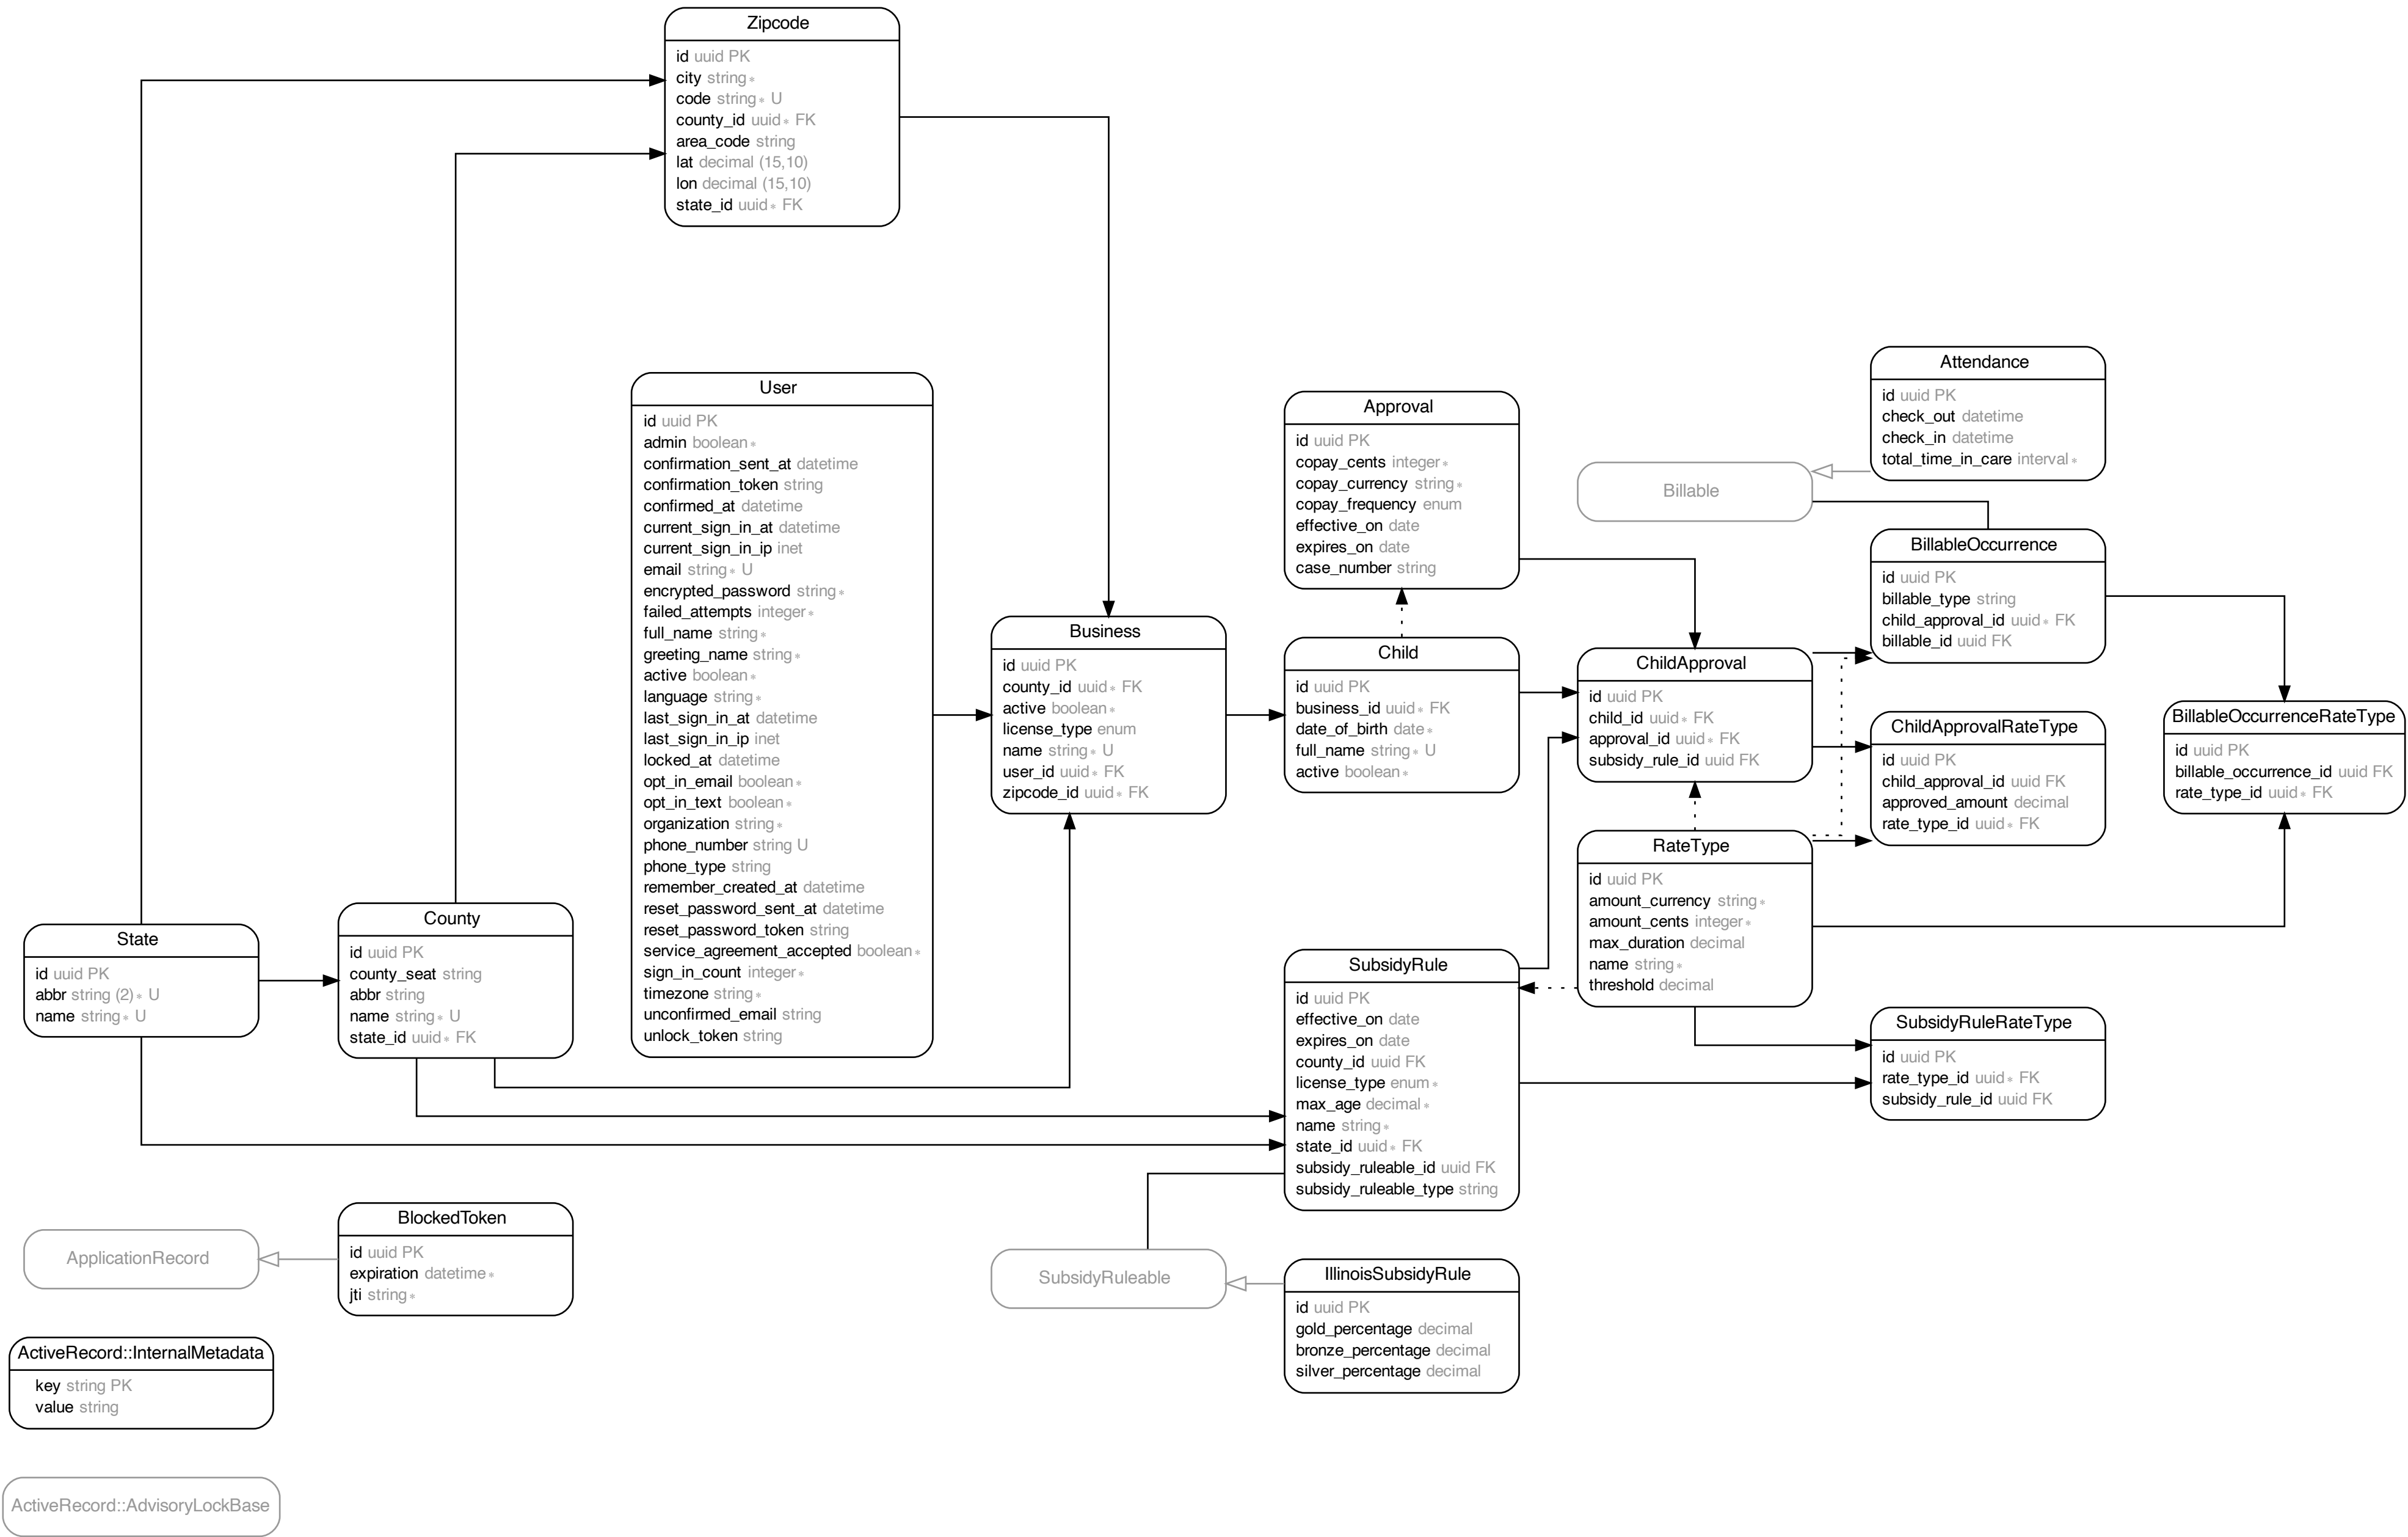 Zipcode
id uuid PK
city string∗
code string∗ U
county_id uuid∗ FK
area_code string
lat decimal (15,10)
lon decimal (15,10)
state_id uuid∗ FK
User
id uuid PK
admin boolean∗
confirmation_sent_at datetime
confirmation_token string
confirmed_at datetime
current_sign_in_at datetime
current_sign_in_ip inet
email string∗ U
encrypted_password string∗
failed_attempts integer∗
full_name string∗
greeting_name string∗
active boolean∗
language string∗
last_sign_in_at datetime
last_sign_in_ip inet
locked_at datetime
opt_in_email boolean∗
opt_in_text boolean∗
organization string∗
phone_number string U
phone_type string
remember_created_at datetime
reset_password_sent_at datetime
reset_password_token string
service_agreement_accepted boolean∗
sign_in_count integer∗
timezone string∗
unconfirmed_email string
unlock_token string
Business
id uuid PK
county_id uuid∗ FK
active boolean∗
license_type enum
name string∗ U
user_id uuid∗ FK
zipcode_id uuid∗ FK
Approval
id uuid PK
copay_cents integer∗
copay_currency string∗
copay_frequency enum
effective_on date
expires_on date
case_number string
Child
id uuid PK
business_id uuid∗ FK
date_of_birth date∗
full_name string∗ U
active boolean∗
Billable
Attendance
id uuid PK
check_out datetime
check_in datetime
total_time_in_care interval∗
BillableOccurrence
id uuid PK
billable_type string
child_approval_id uuid∗ FK
billable_id uuid FK
ChildApproval
id uuid PK
child_id uuid∗ FK
approval_id uuid∗ FK
subsidy_rule_id uuid FK
ChildApprovalRateType
id uuid PK
child_approval_id uuid FK
approved_amount decimal
rate_type_id uuid∗ FK
BillableOccurrenceRateType
id uuid PK
billable_occurrence_id uuid FK
rate_type_id uuid∗ FK
RateType
id uuid PK
amount_currency string∗
amount_cents integer∗
max_duration decimal
name string∗
threshold decimal
State
id uuid PK
abbr string (2)∗ U
name string∗ U
County
id uuid PK
county_seat string
abbr string
name string∗ U
state_id uuid∗ FK
SubsidyRule
id uuid PK
effective_on date
expires_on date
county_id uuid FK
license_type enum∗
max_age decimal∗
name string∗
state_id uuid∗ FK
subsidy_ruleable_id uuid FK
subsidy_ruleable_type string
SubsidyRuleRateType
id uuid PK
rate_type_id uuid∗ FK
subsidy_rule_id uuid FK
ApplicationRecord
BlockedToken
id uuid PK
expiration datetime∗
jti string∗
SubsidyRuleable
IllinoisSubsidyRule
id uuid PK
gold_percentage decimal
bronze_percentage decimal
silver_percentage decimal
ActiveRecord::InternalMetadata
key string PK
value string
ActiveRecord::AdvisoryLockBase